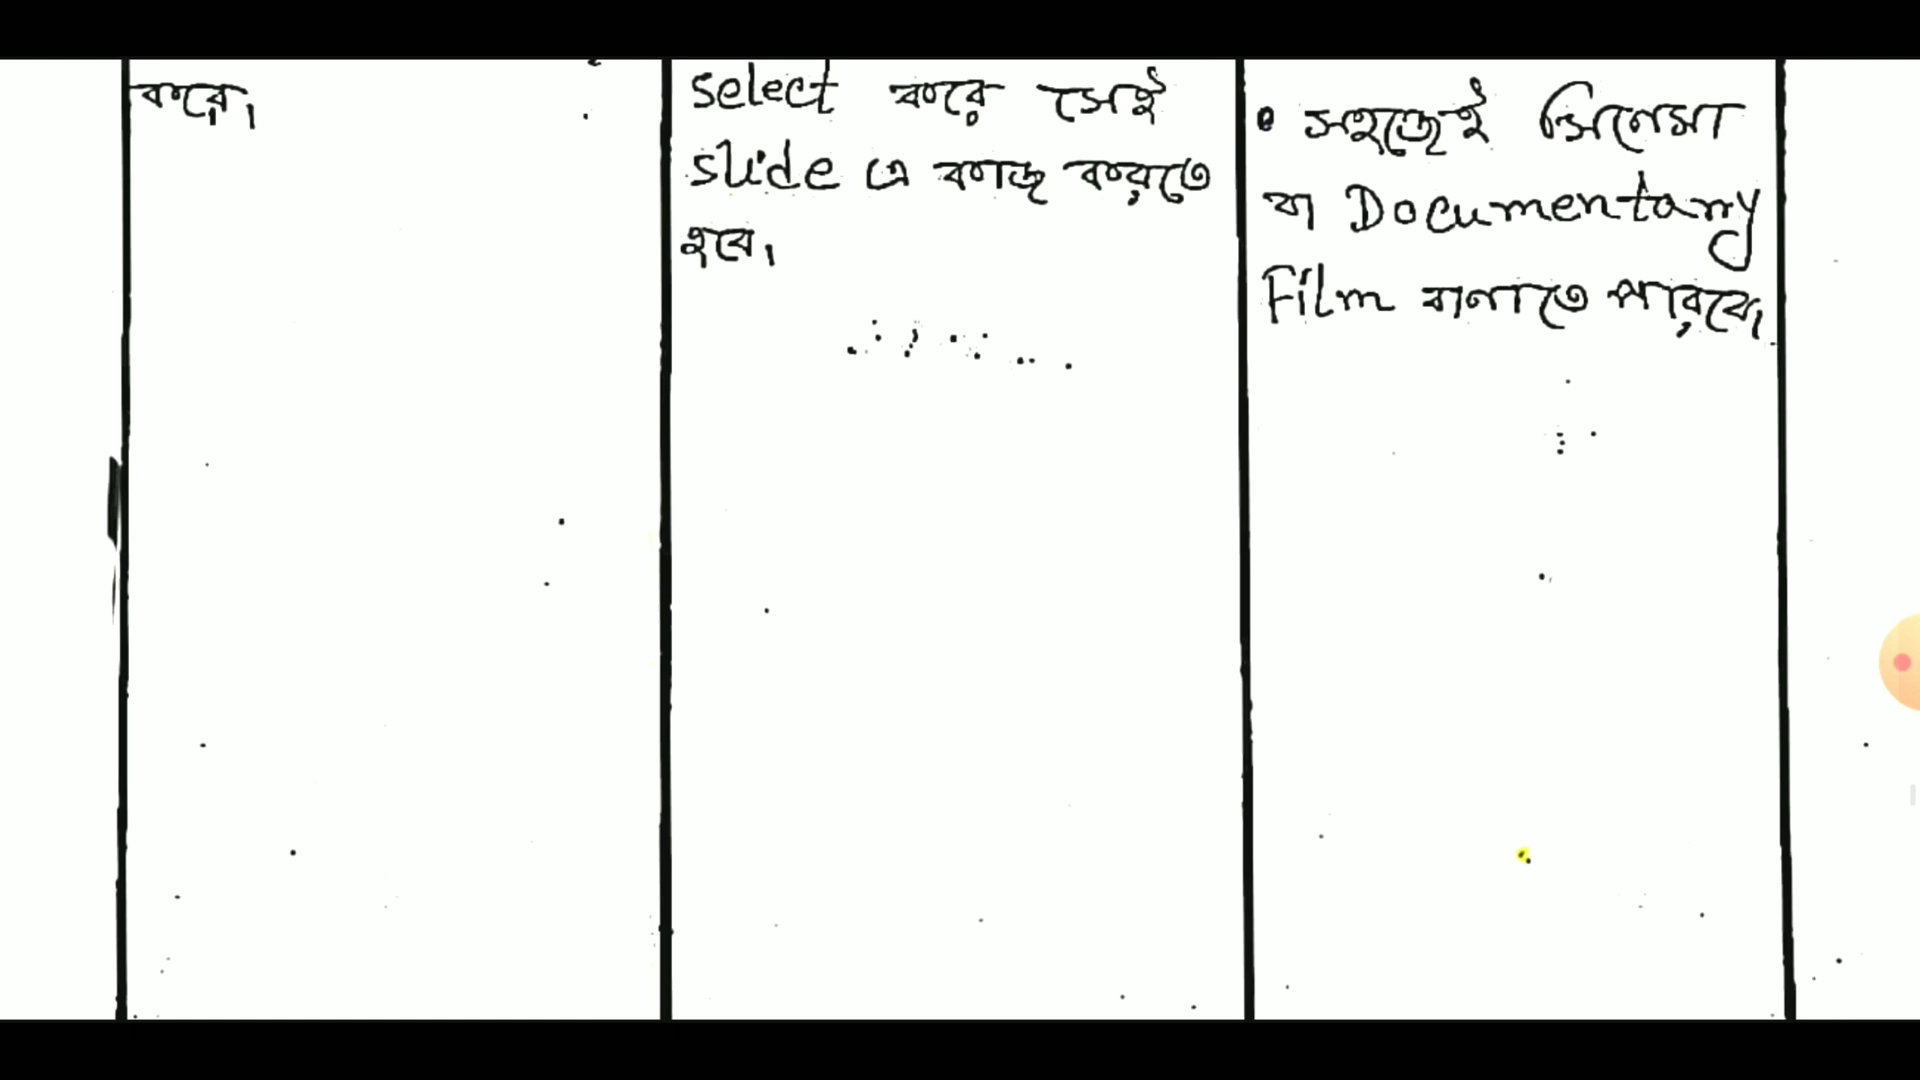 করে।
select করে সেই
slide এ কাজ করতে
হবে।
• সহজেই সিনেমা
বা Documentary
Film বানাতে পারবে।